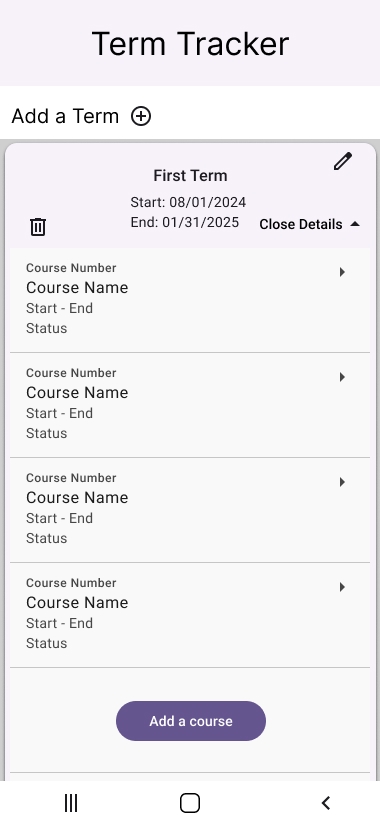 Term Tracker
Add a Term
First Term
Start: 08/01/2024
End: 01/31/2025
Close Details
Course Number
Course Name
Start - End
Status
Course Number
Course Name
Start - End
Status
Course Number
Course Name
Start - End
Status
Course Number
Course Name
Start - End
Status
Add a course